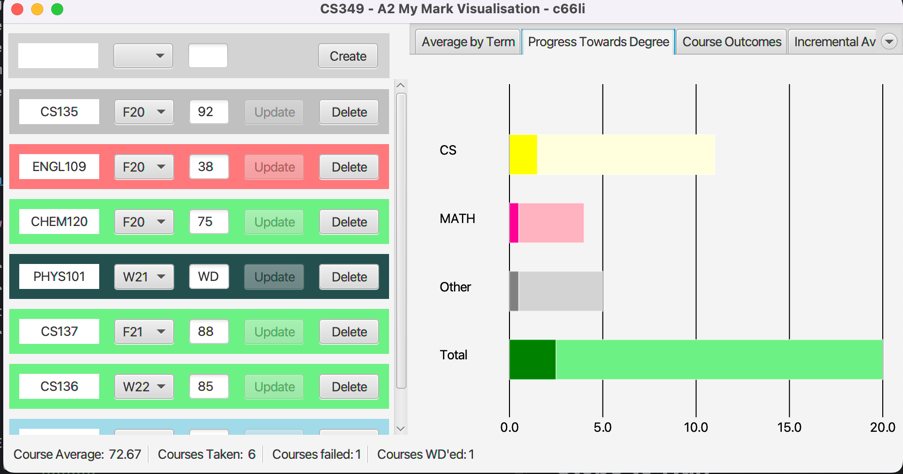 CS349 - A2 My Mark Visualisation - c66li
Create
CS135 F20 92 Update Delete
ENGL109 F20 38 Update Delete
CHEM120 F20 75 Update Delete
PHYS101 W21 WD Update Delete
CS137 F21 88 Update Delete
CS136 W22 85 Update Delete
Course Average: 72.67 Courses Taken: 6 Courses failed: 1 Courses WD'ed: 1
Average by Term Progress Towards Degree Course Outcomes Incremental Av
CS
MATH
Other
Total
0.0 5.0 10.0 15.0 20.0